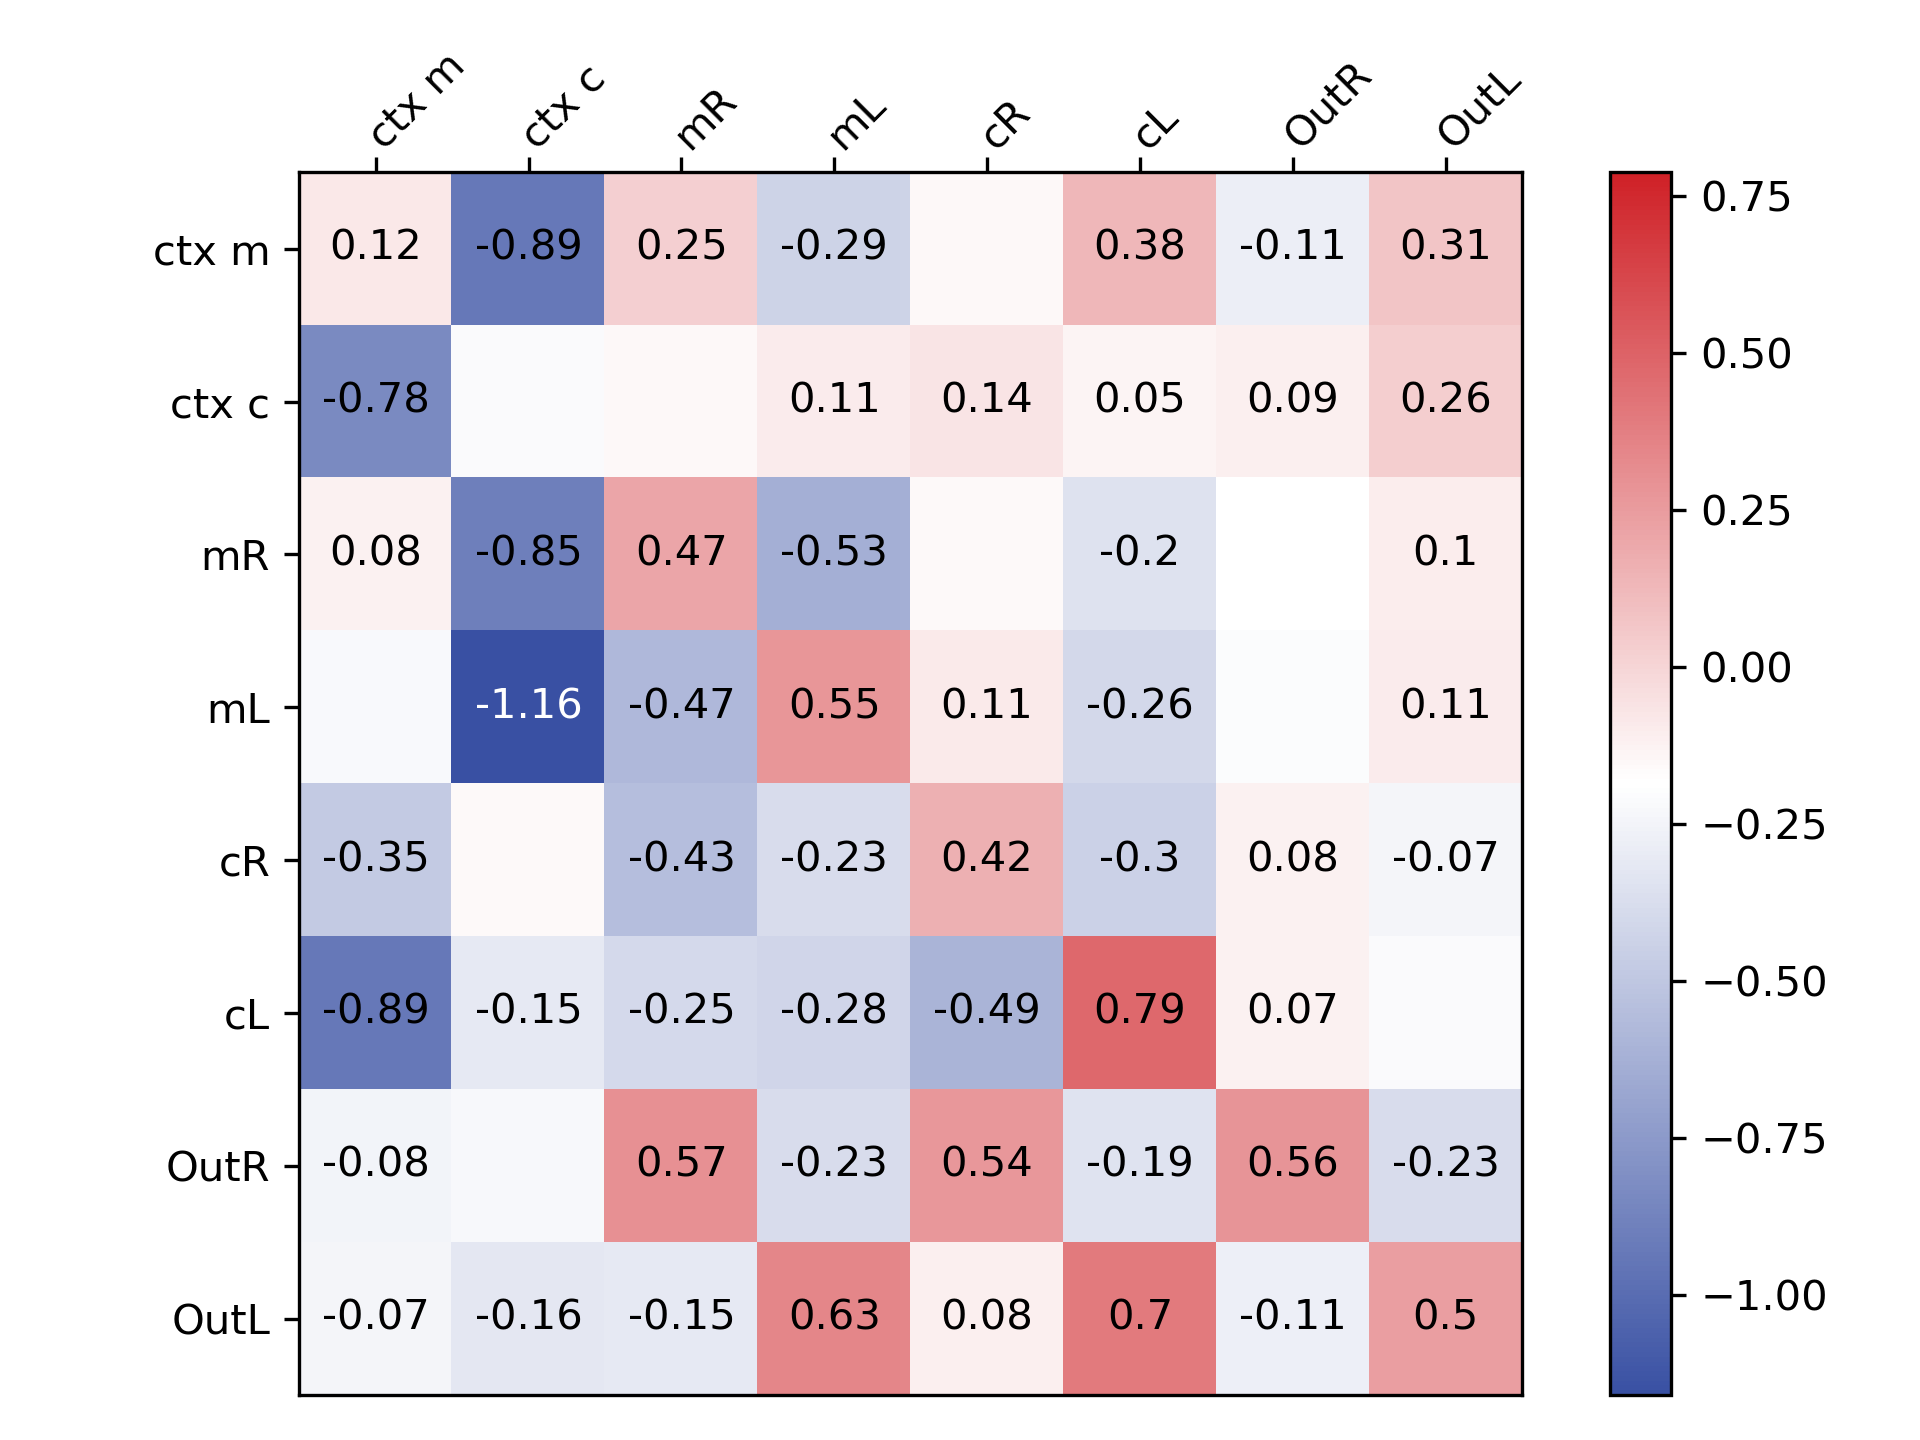 ctx m ctx c mR mL cR cL OutR OutL
ctx m 0.12 -0.89 0.25 -0.29 0.38 -0.11 0.31
ctx c -0.78 0.11 0.14 0.05 0.09 0.26
mR 0.08 -0.85 0.47 -0.53 -0.2 0.1
mL -1.16 -0.47 0.55 0.11 -0.26 0.11
cR -0.35 -0.43 -0.23 0.42 -0.3 0.08 -0.07
cL -0.89 -0.15 -0.25 -0.28 -0.49 0.79 0.07
OutR -0.08 0.57 -0.23 0.54 -0.19 0.56 -0.23
OutL -0.07 -0.16 -0.15 0.63 0.08 0.7 -0.11 0.5
0.75
0.50
0.25
0.00
−0.25
−0.50
−0.75
−1.00